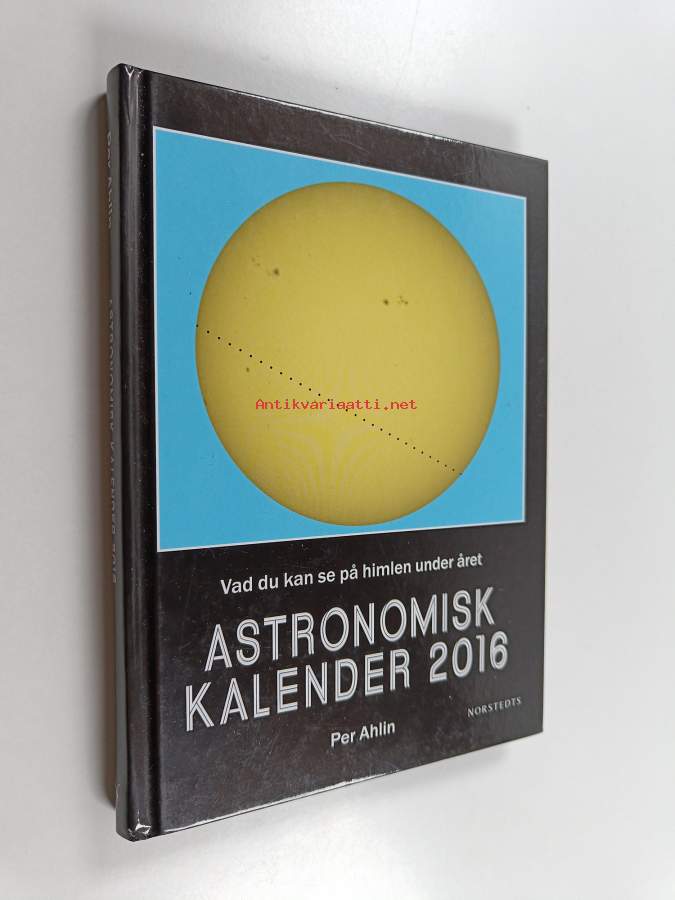 Per Ahlin
ASTRONOMISK KALENDER 2016
Antikvariaatti.net
Vad du kan se på himlen under året
ASTRONOMISK
KALENDER 2016
NORSTEDTS
Per Ahlin